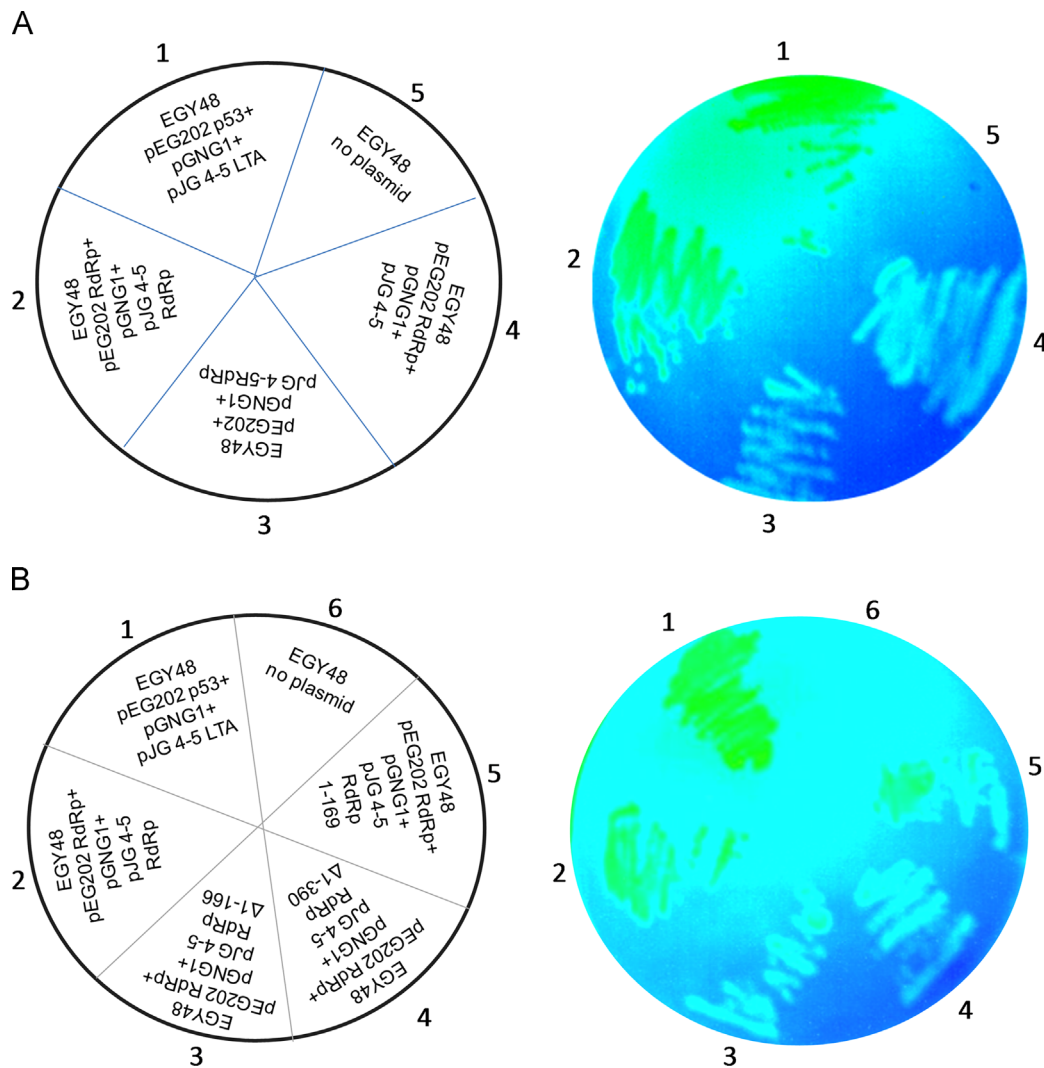 A
1
EGY48
pEG202 p53+
pGNG1+
pJG 4-5 LTA
5
EGY48
no plasmid
2
EGY48
pEG202 RdRp+
pGNG1+
pJG 4-5
RdRp
EGY48
pEG202 RdRp+
pGNG1+
pJG 4-5
4
EGY48
pEG202+
pGNG1+
pJG 4-5RdRp
3
1
5
2
4
3
B
1
EGY48
pEG202 p53+
pGNG1+
pJG 4-5 LTA
6
EGY48
no plasmid
2
EGY48
pEG202 RdRp+
pGNG1+
pJG 4-5
RdRp
EGY48
pEG202 RdRp+
pGNG1+
pJG 4-5
RdRp
1-169
5
EGY48
pEG202 RdRp+
pGNG1+
pJG 4-5
RdRp
Δ1-166
3
EGY48
pEG202 RdRp+
pGNG1+
pJG 4-5
RdRp
Δ1-390
4
1
6
5
2
4
3